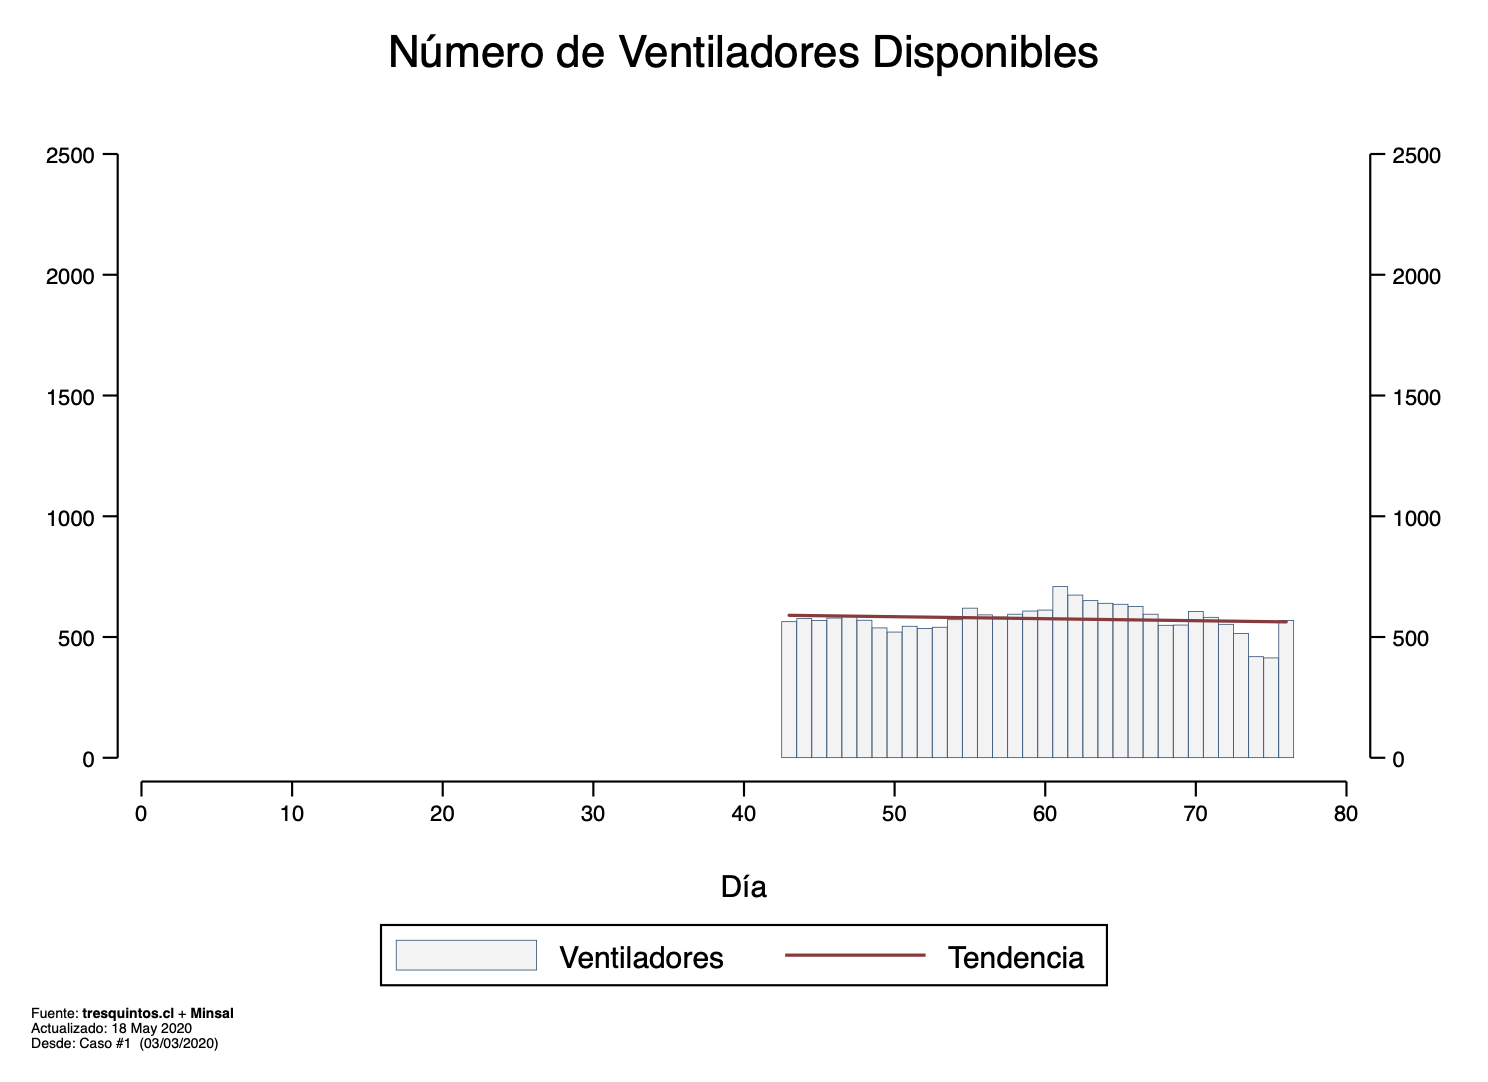 Número de Ventiladores Disponibles
2500 2500
2000 2000
1500 1500
1000 1000
500 500
0 0
0 10 20 30 40 50 60 70 80
Día
Ventiladores Tendencia
Fuente: tresquintos.cl + Minsal
Actualizado: 18 May 2020
Desde: Caso #1 (03/03/2020)